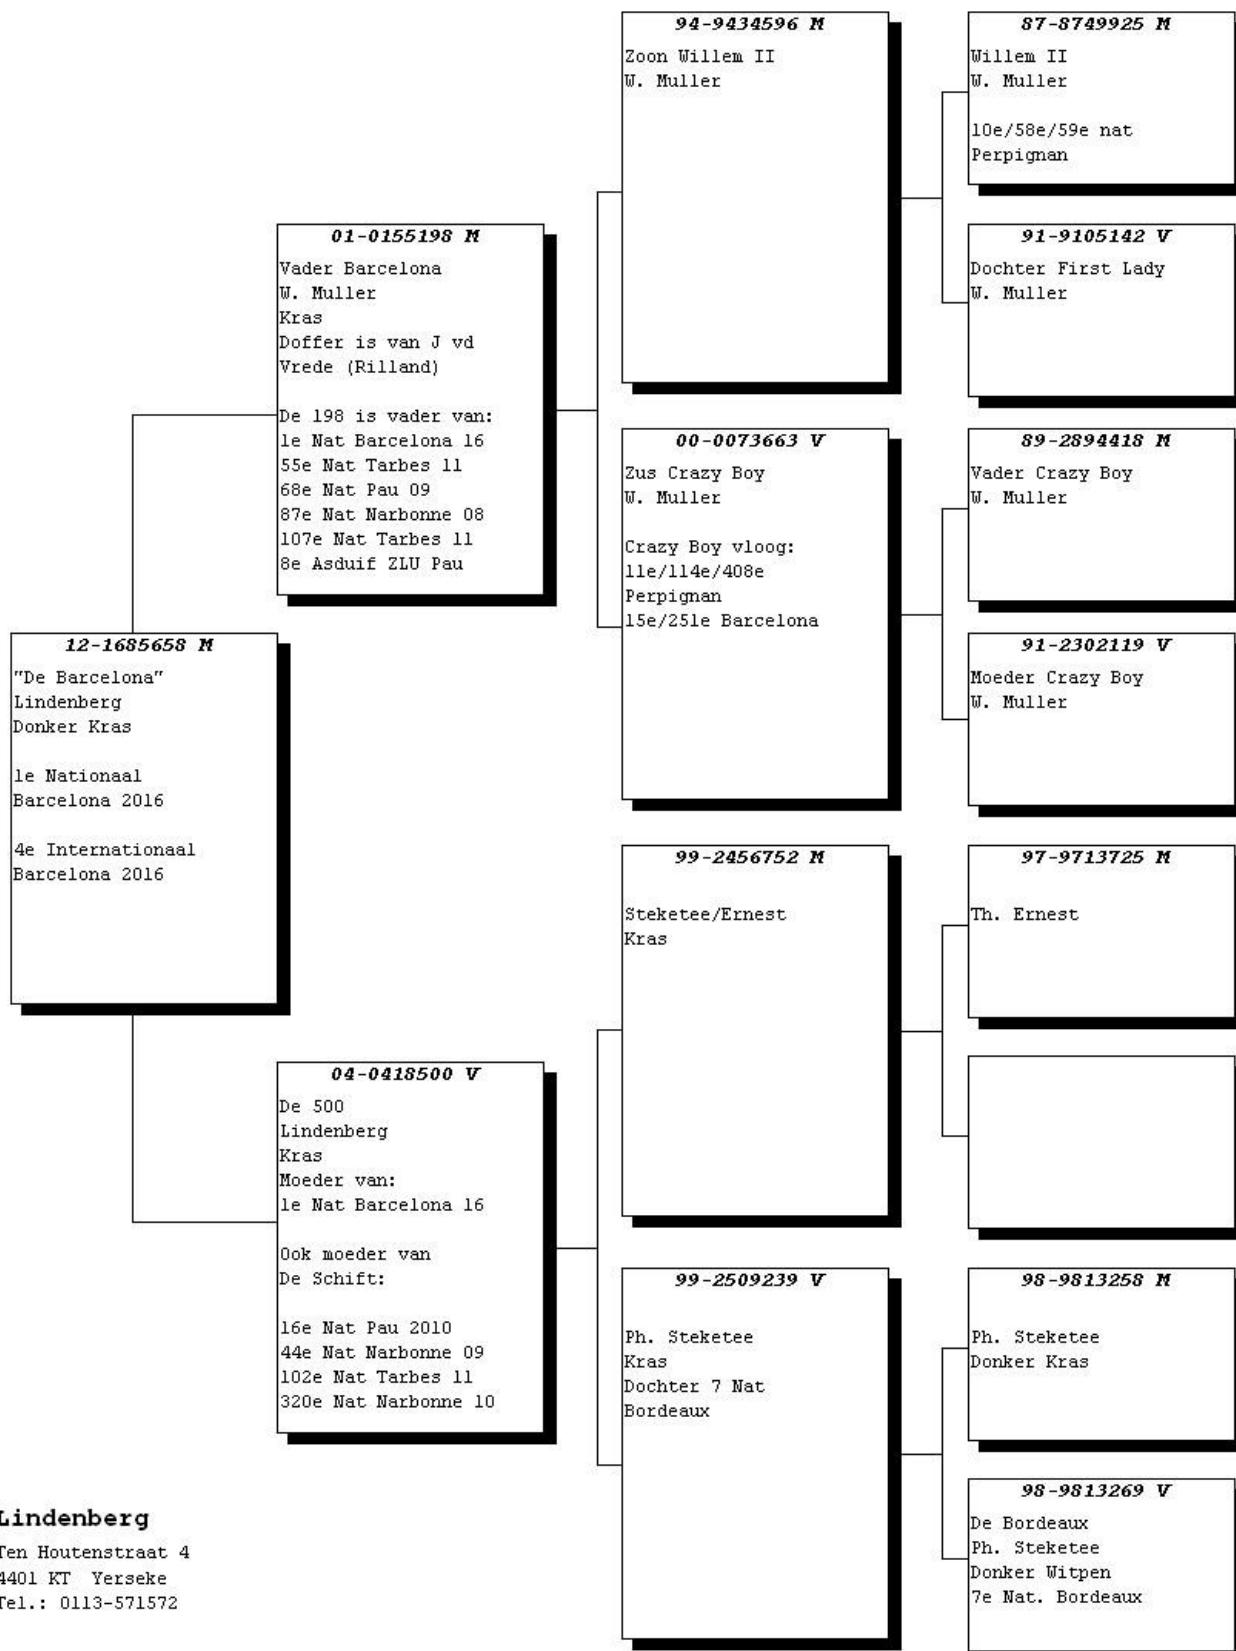 94-9434596 M
Zoon Willem II
W. Muller
87-8749925 M
Willem II
W. Muller
10e/58e/59e nat
Perpignan
91-9105142 V
Dochter First Lady
W. Muller
01-0155198 M
Vader Barcelona
W. Muller
Kras
Doffer is van J vd
Vrede (Rilland)
De 198 is vader van:
1e Nat Barcelona 16
55e Nat Tarbes 11
68e Nat Pau 09
87e Nat Narbonne 08
107e Nat Tarbes 11
8e Asduif ZLU Pau
00-0073663 V
Zus Crazy Boy
W. Muller
Crazy Boy vloog:
11e/114e/408e
Perpignan
15e/251e Barcelona
89-2894418 M
Vader Crazy Boy
W. Muller
91-2302119 V
Moeder Crazy Boy
W. Muller
12-1685658 M
"De Barcelona"
Lindenberg
Donker Kras
1e Nationaal
Barcelona 2016
4e Internationaal
Barcelona 2016
99-2456752 M
Steketee/Ernest
Kras
97-9713725 M
Th. Ernest
04-0418500 V
De 500
Lindenberg
Kras
Moeder van:
1e Nat Barcelona 16
Ook moeder van
De Schift:
16e Nat Pau 2010
44e Nat Narbonne 09
102e Nat Tarbes 11
320e Nat Narbonne 10
99-2509239 V
Ph. Steketee
Kras
Dochter 7 Nat
Bordeaux
98-9813258 M
Ph. Steketee
Donker Kras
98-9813269 V
De Bordeaux
Ph. Steketee
Donker Witpen
7e Nat. Bordeaux
Lindenberg
Ten Houtenstraat 4
4401 KT Yerseke
Tel.: 0113-571572